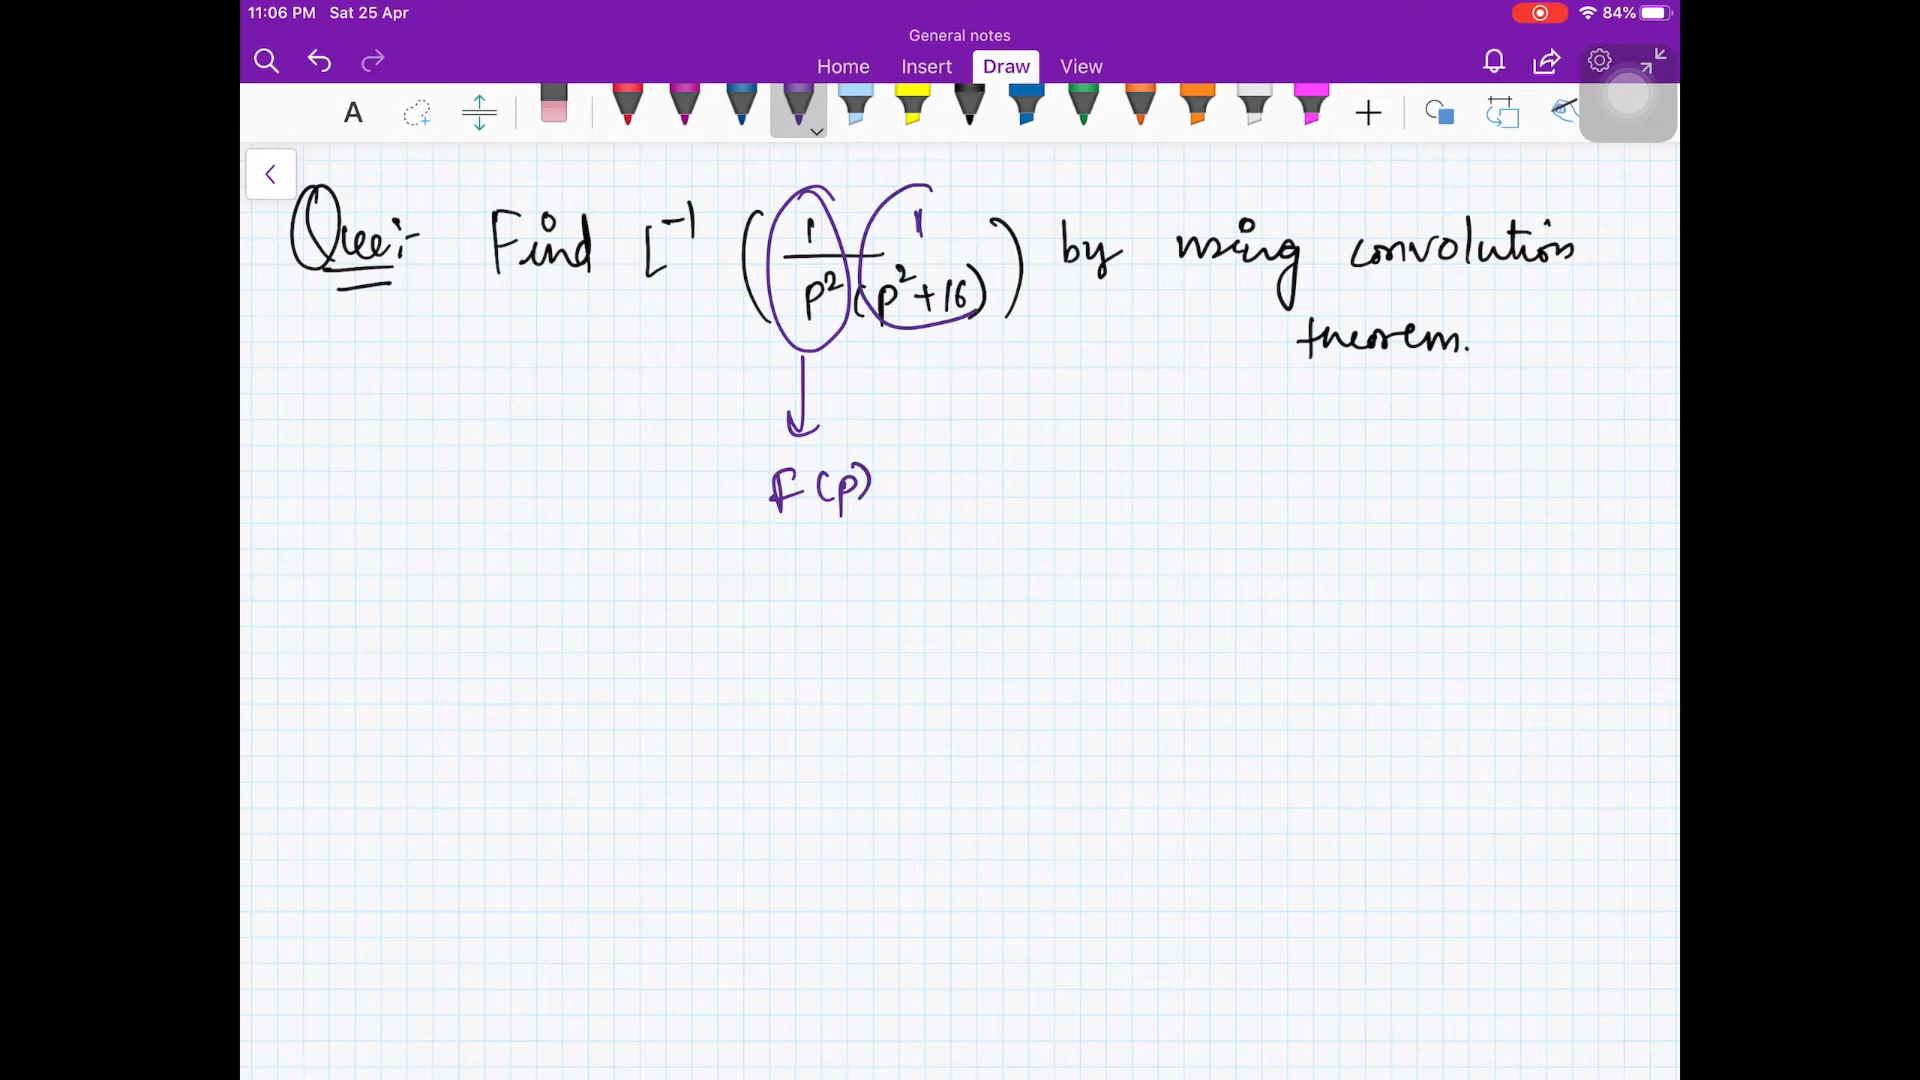 11:06 PM Sat 25 Apr
84%
General notes
Home Insert Draw View
A
Que:- Find L⁻¹ ( 1 / p² 1 / (p²+16) ) by using convolution
theorem.
F(p)